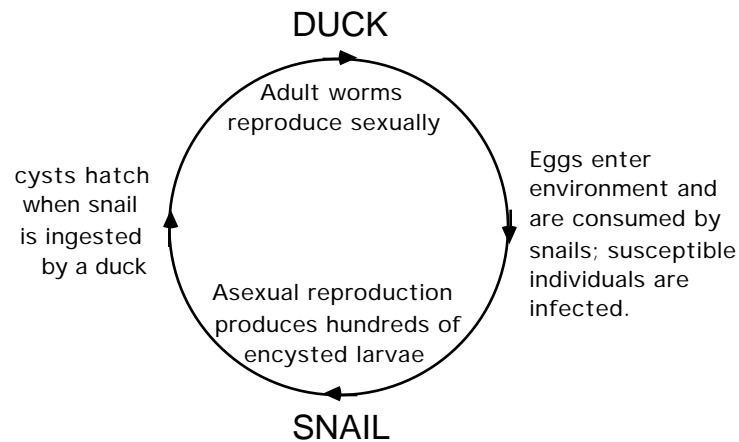 DUCK
Adult worms
reproduce sexually
Eggs enter
environment and
are consumed by
snails; susceptible
individuals are
infected.
SNAIL
Asexual reproduction
produces hundreds of
encysted larvae
cysts hatch
when snail
is ingested
by a duck